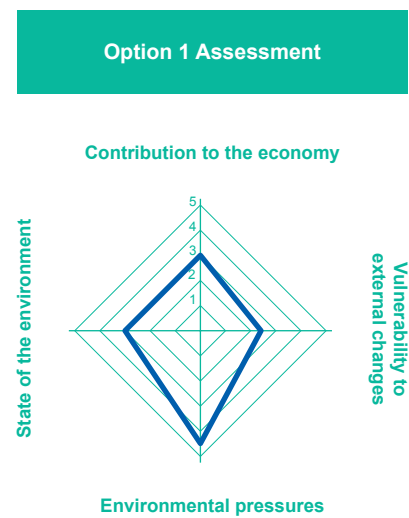 Option 1 Assessment
Contribution to the economy
5
4
3
2
1
State of the environment
Vulnerability to
external changes
Environmental pressures